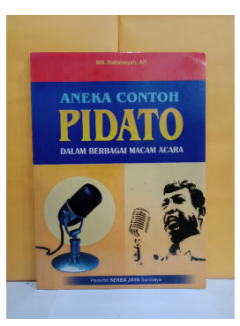 MB. Rahimsyah. AR
ANEKA CONTOH
PIDATO
DALAM BERBAGAI MACAM ACARA
Penerbit SERBA JAYA Surabaya